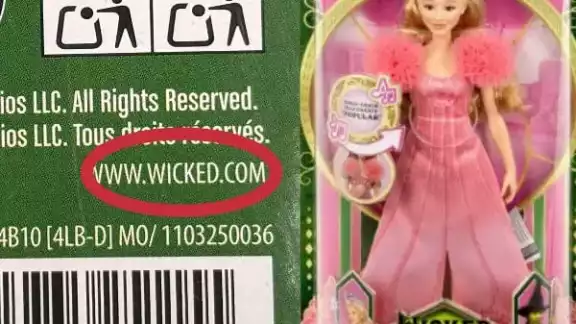 ios LLC. All Rights Reserved.
ios LLC. Tous droits réservés.
WWW.WICKED.COM
4B10 [4LB-D] MO/ 1103250036
POPULAR